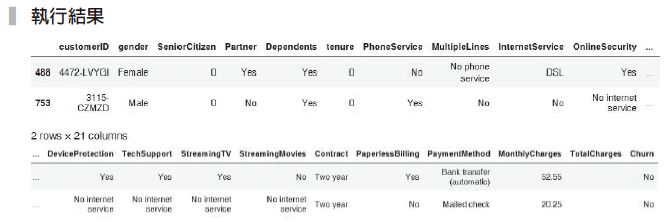 執行結果
customerID gender SeniorCitizen Partner Dependents tenure PhoneService MultipleLines InternetService OnlineSecurity ...
488 4472-LVYGI Female 0 Yes Yes 0 No No phone service DSL Yes ...
753 3115-CZMZD Male 0 No Yes 0 Yes No No No internet service ...
2 rows × 21 columns
... DeviceProtection TechSupport StreamingTV StreamingMovies Contract PaperlessBilling PaymentMethod MonthlyCharges TotalCharges Churn
... Yes Yes Yes No Two year Yes Bank transfer (automatic) 52.55 No
... No internet service No internet service No internet service No internet service Two year No Mailed check 20.25 No